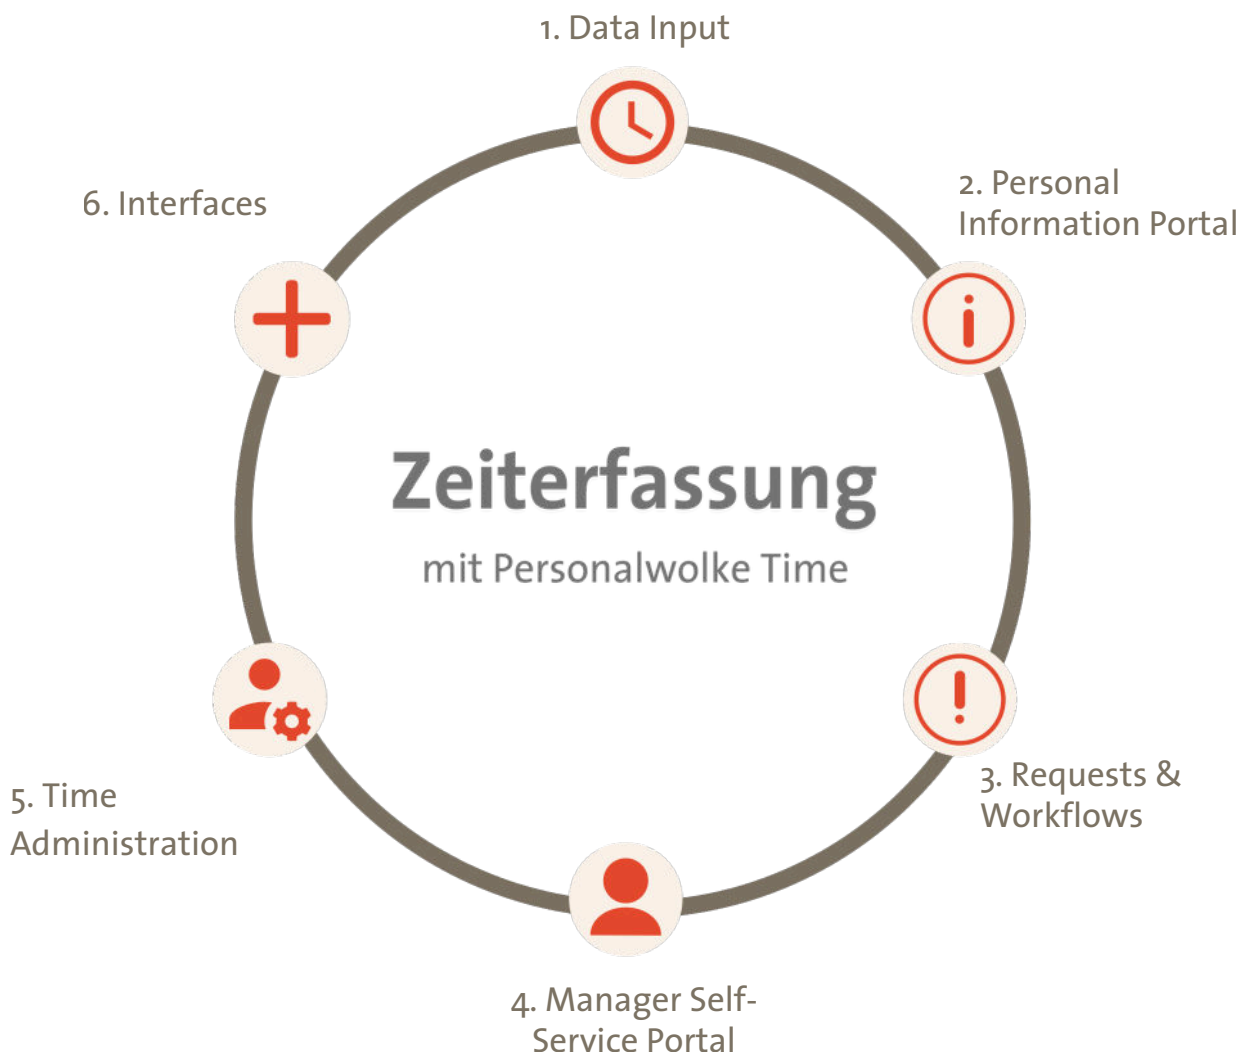 1. Data Input
2. Personal
Information Portal
3. Requests &
Workflows
4. Manager Self-
Service Portal
5. Time
Administration
6. Interfaces
Zeiterfassung
mit Personalwolke Time